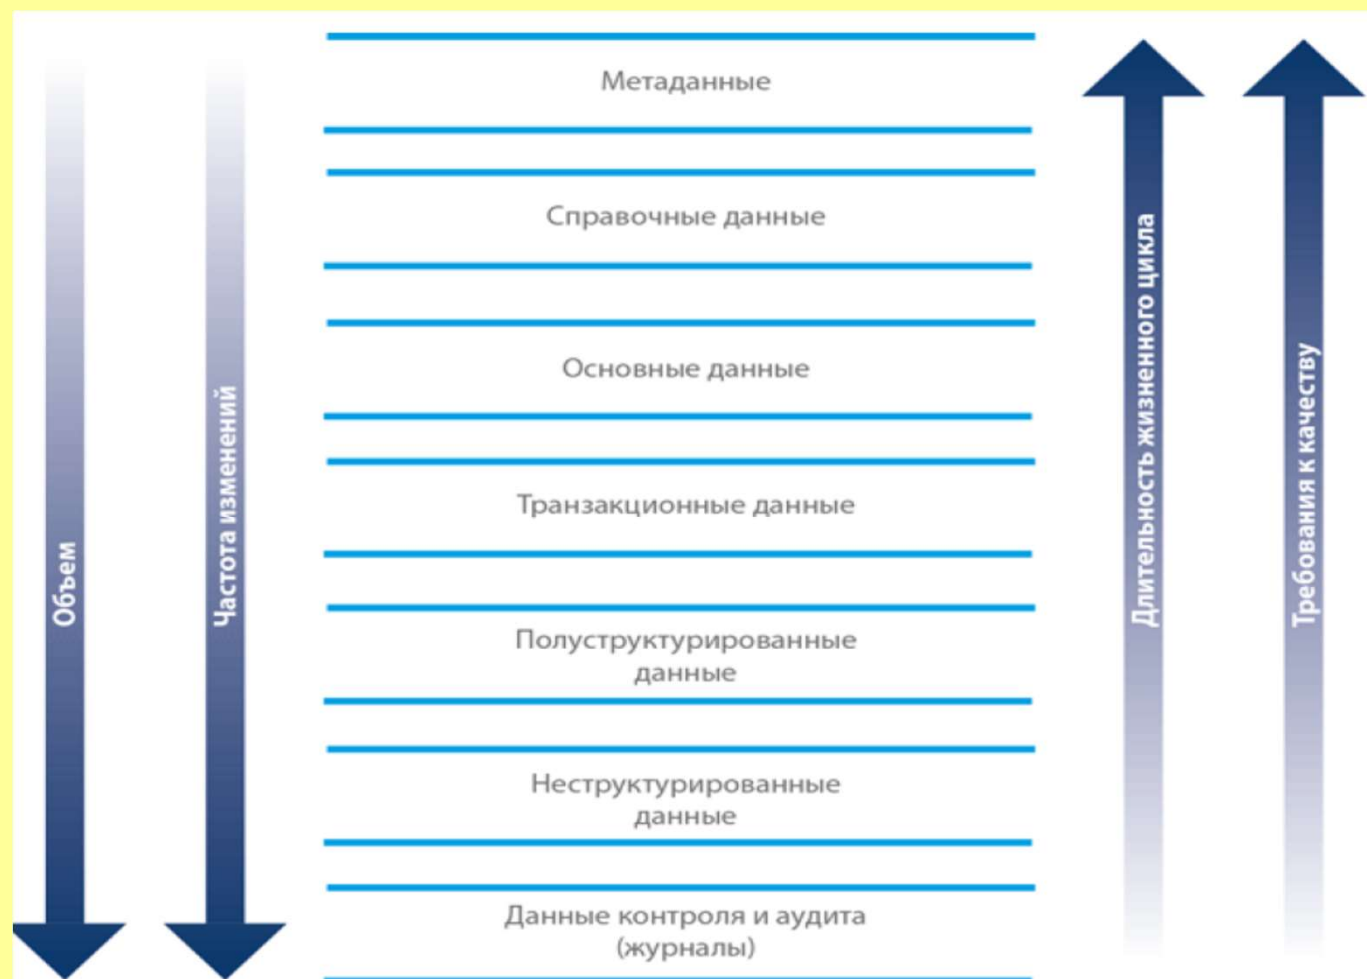 Метаданные
Справочные данные
Основные данные
Транзакционные данные
Полуструктурированные
данные
Неструктурированные
данные
Данные контроля и аудита
(журналы)
Объем
Частота изменений
Длительность жизненного цикла
Требования к качеству